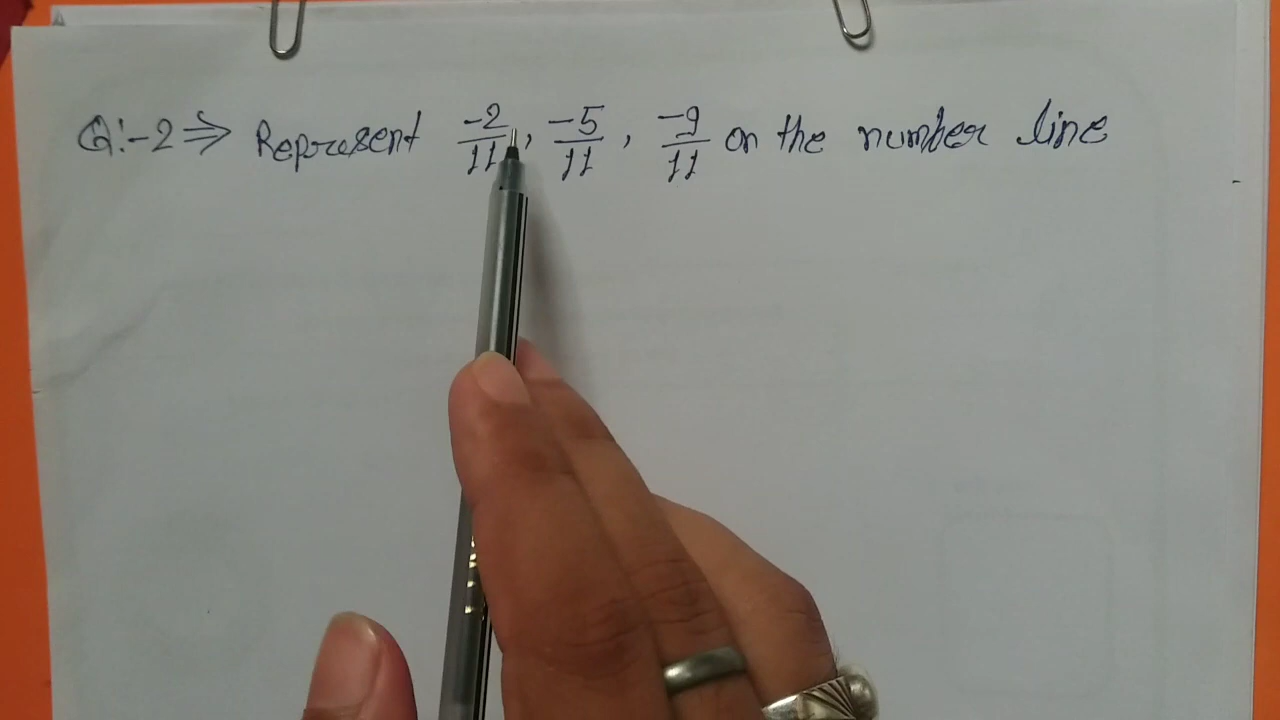 Q:-2⇒ Represent -2/11, -5/11, -9/11 on the number line